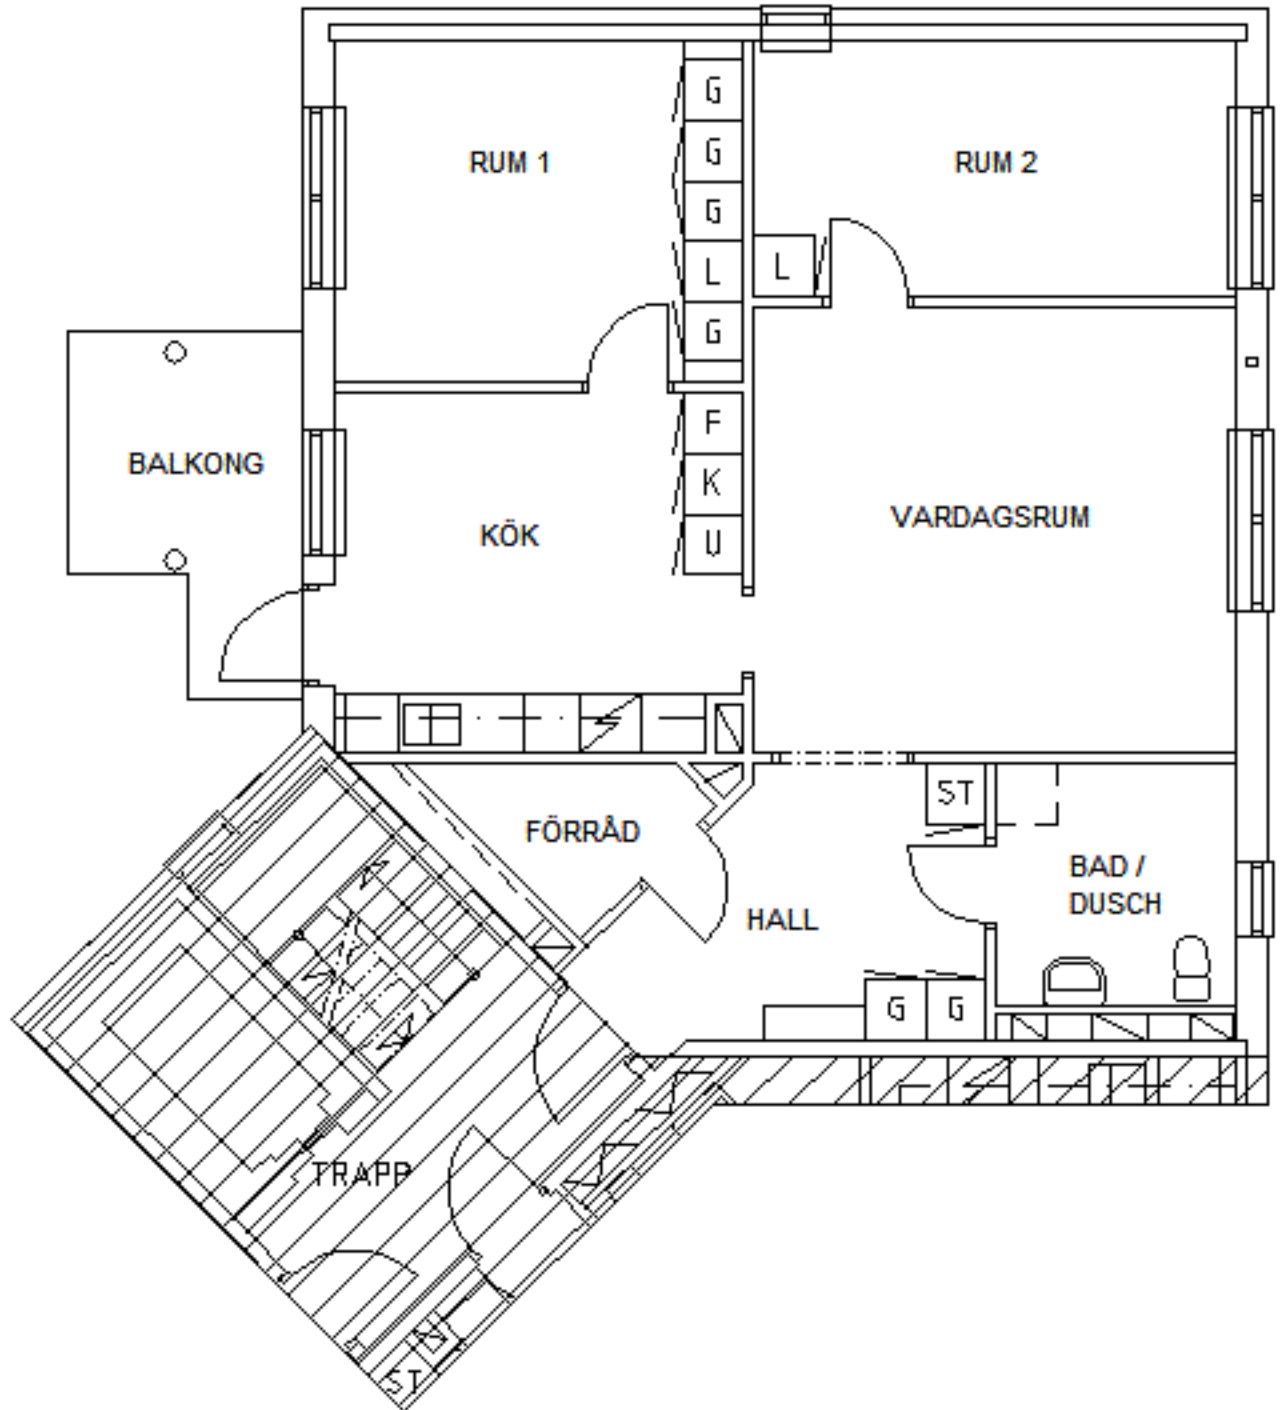 G
G
RUM 1
RUM 2
G
L
L
G
F
BALKONG
K
VARDAGSRUM
KÖK
U
ST
FÖRRÅD
BAD /
DUSCH
HALL
G
G
TRAPP
ST